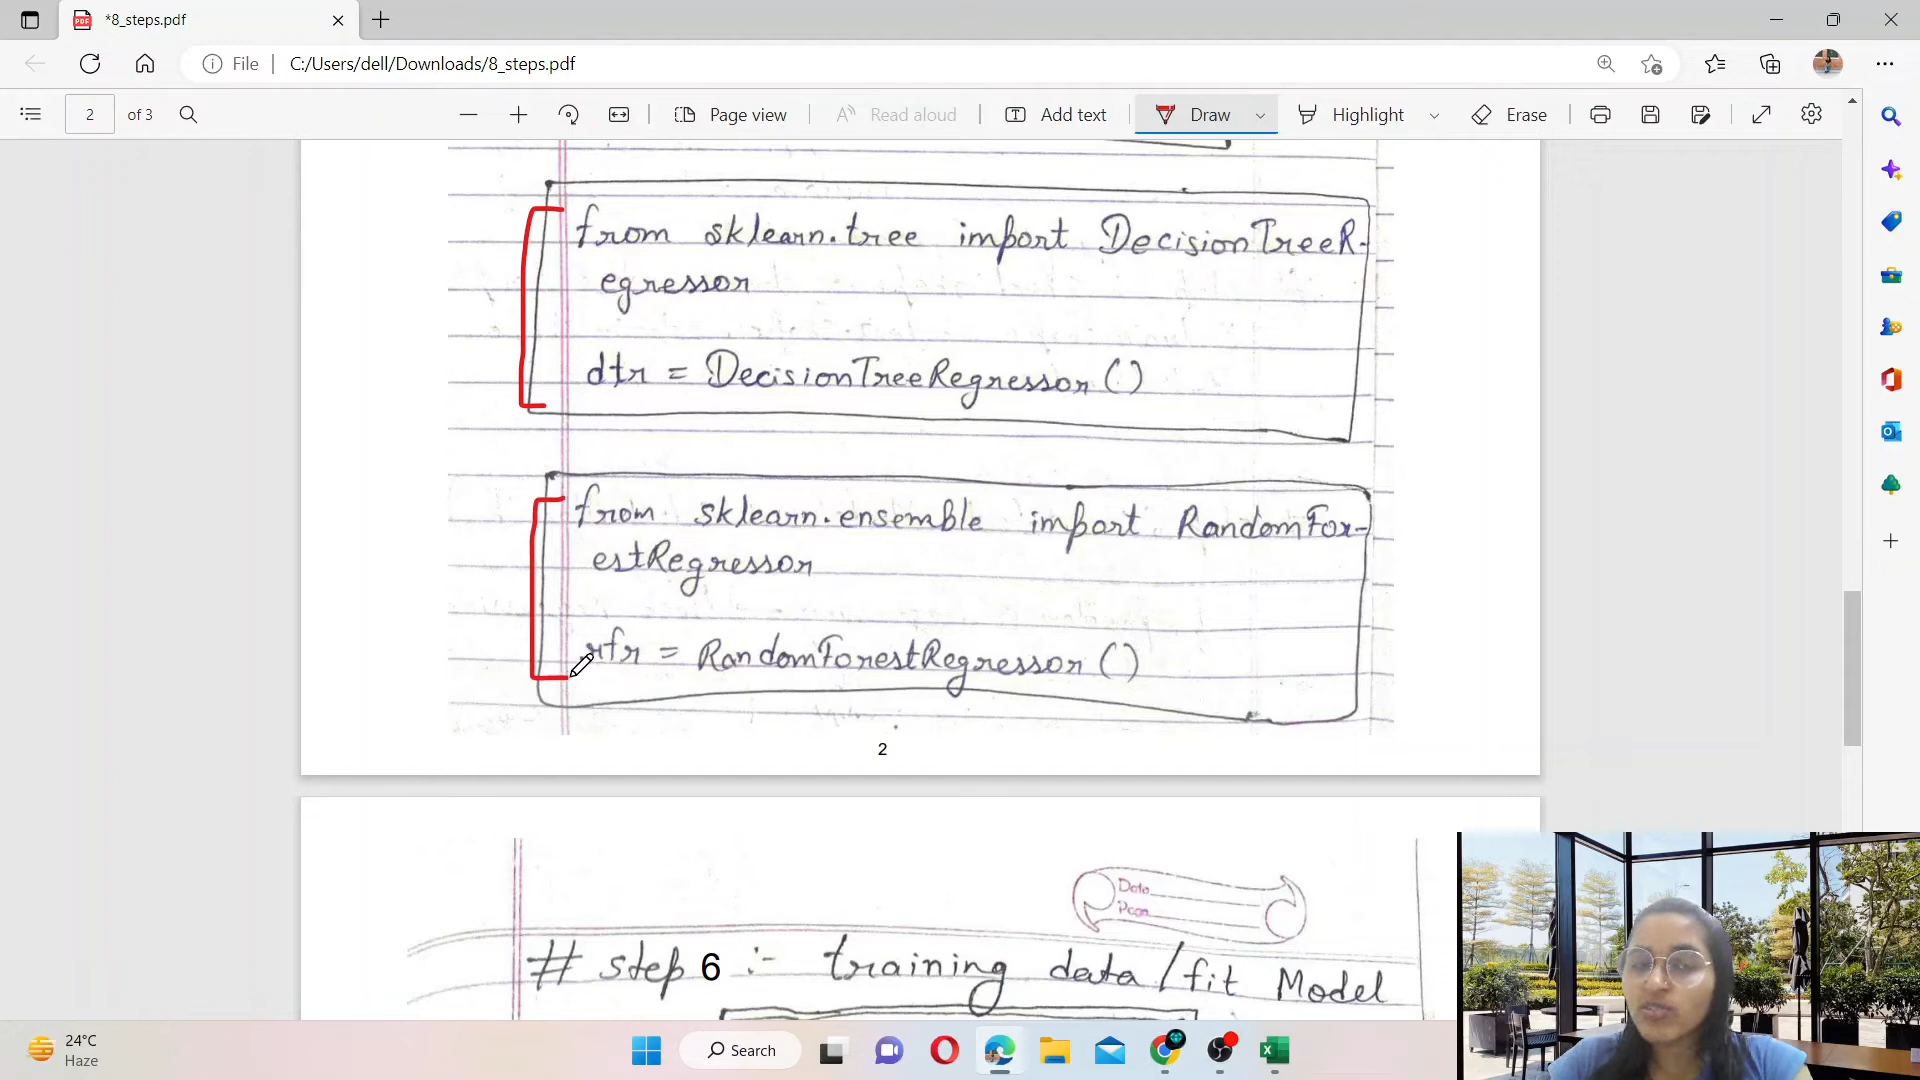 *8_steps.pdf
File
C:/Users/dell/Downloads/8_steps.pdf
2
of 3
Page view
Read aloud
Add text
Draw
Highlight
Erase
from sklearn.tree import DecisionTreeR-
egressor
dtr = DecisionTreeRegressor()
from sklearn.ensemble import RandomFor-
estRegressor
rfr = RandomForestRegressor()
2
Date
Page
# step 6 :- training data/fit Model
24°C
Haze
Search